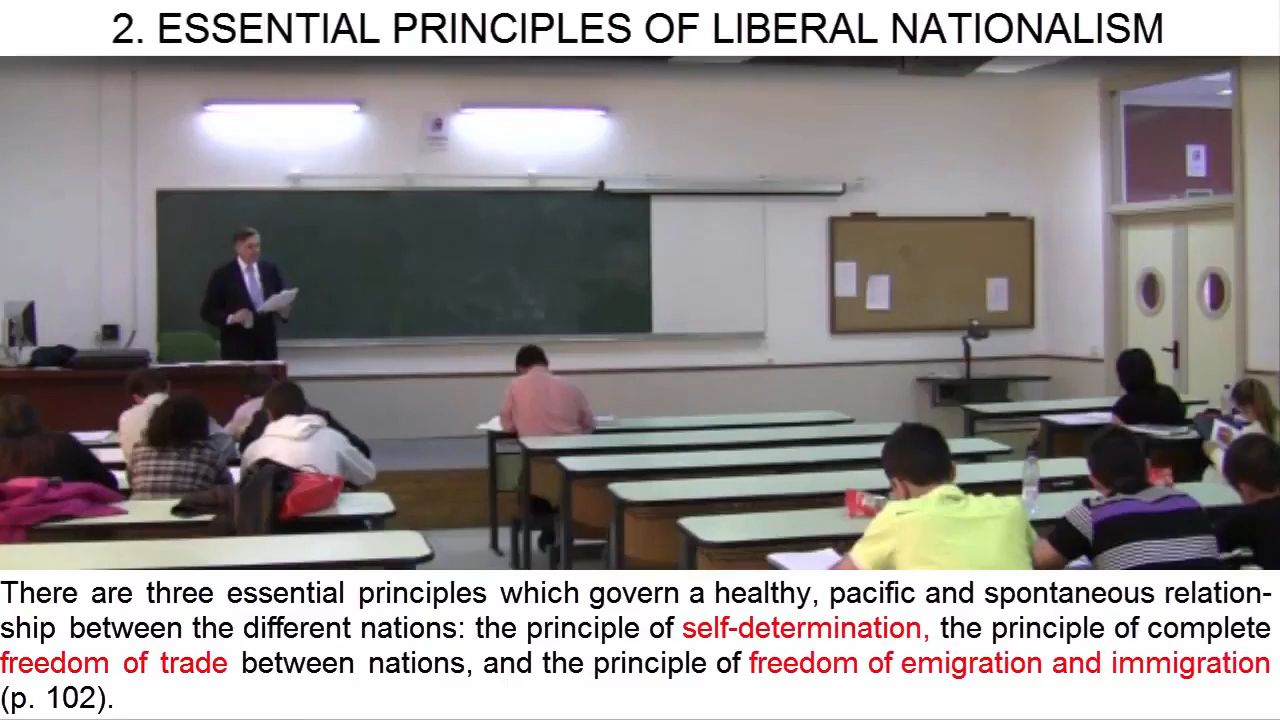 2. ESSENTIAL PRINCIPLES OF LIBERAL NATIONALISM
There are three essential principles which govern a healthy, pacific and spontaneous relation-
ship between the different nations: the principle of self-determination, the principle of complete
freedom of trade between nations, and the principle of freedom of emigration and immigration
(p. 102).